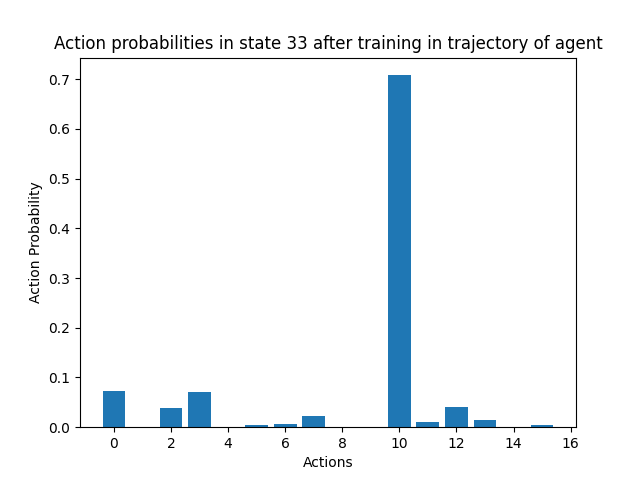 Action probabilities in state 33 after training in trajectory of agent
0.7
0.6
0.5
0.4
0.3
0.2
0.1
0.0
Action Probability
0 2 4 6 8 10 12 14 16
Actions